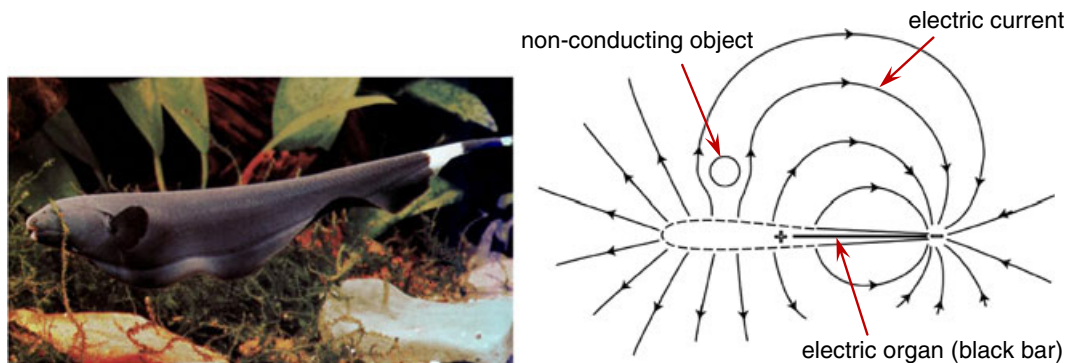 electric current
non-conducting object
+
−
electric organ (black bar)